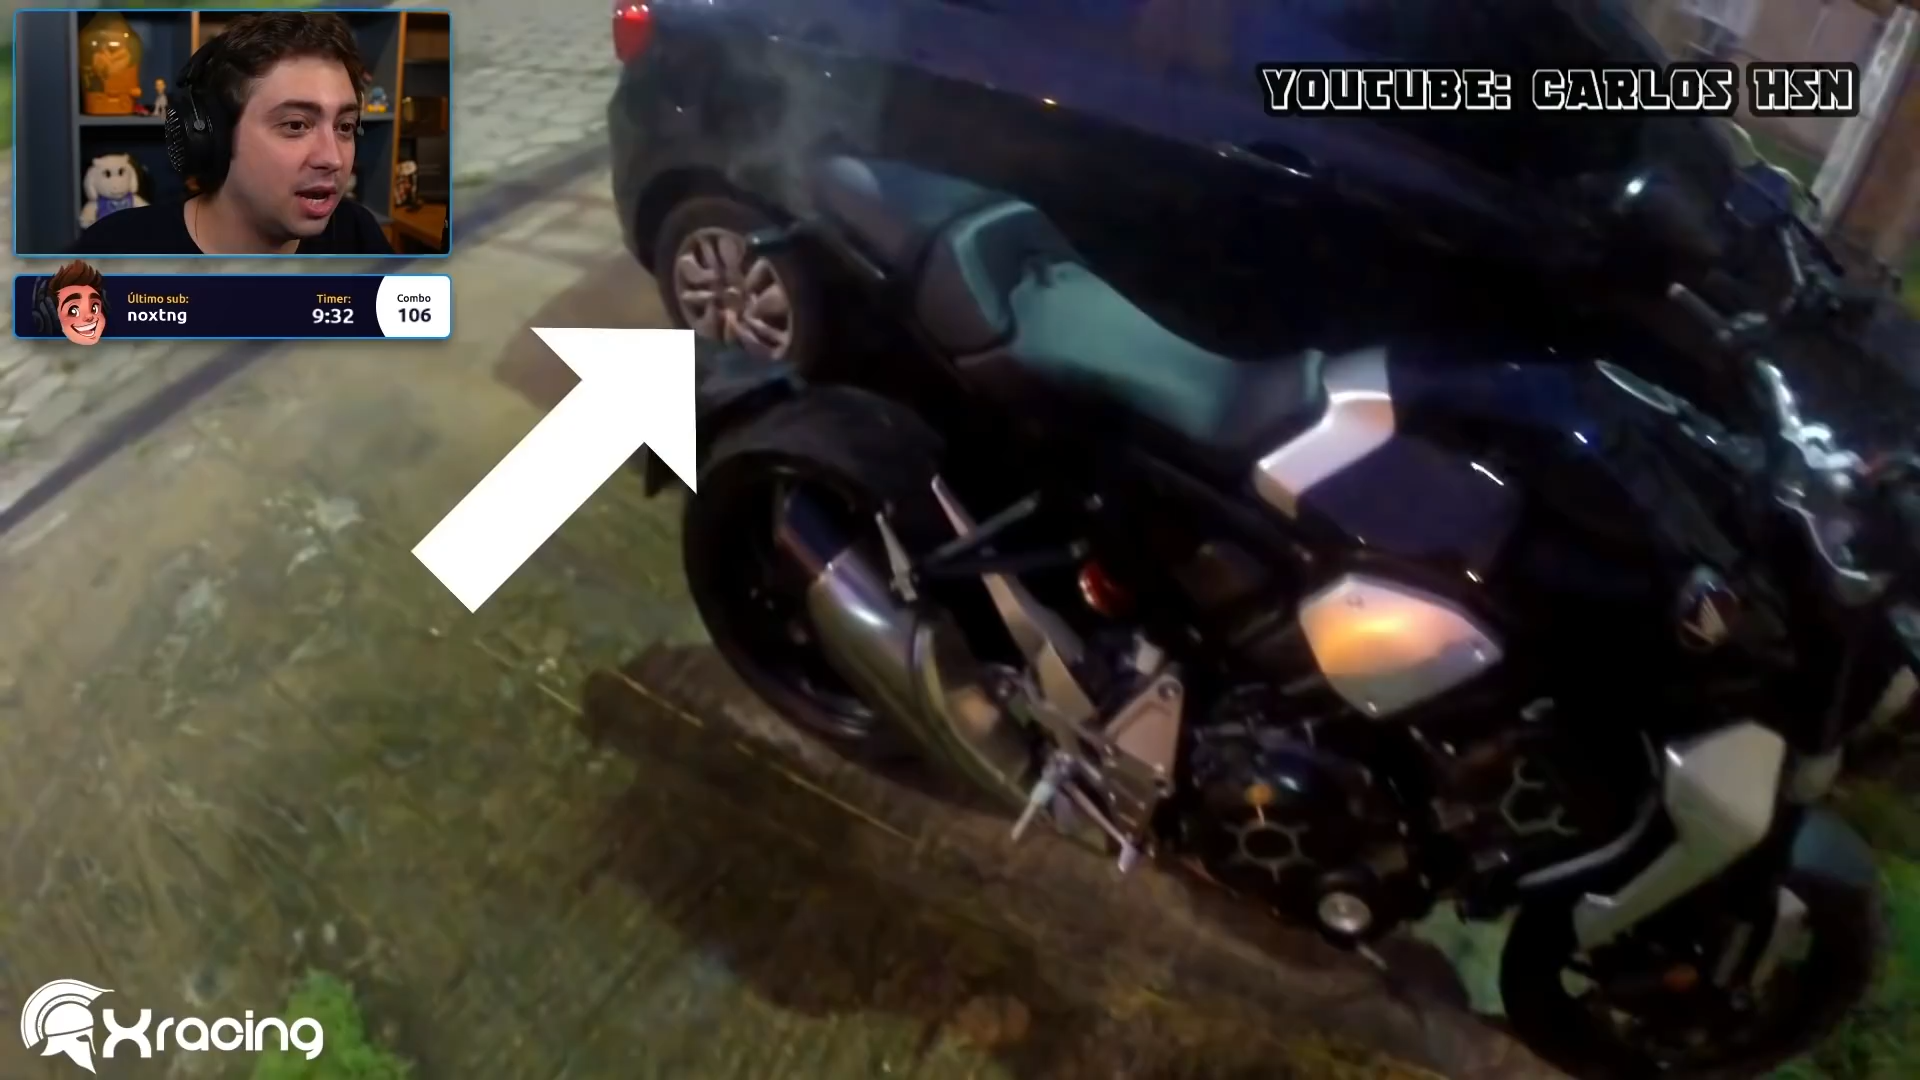 YOUTUBE: CARLOS HSN
Último sub:
noxtng
Timer:
9:32
Combo
106
Xracing